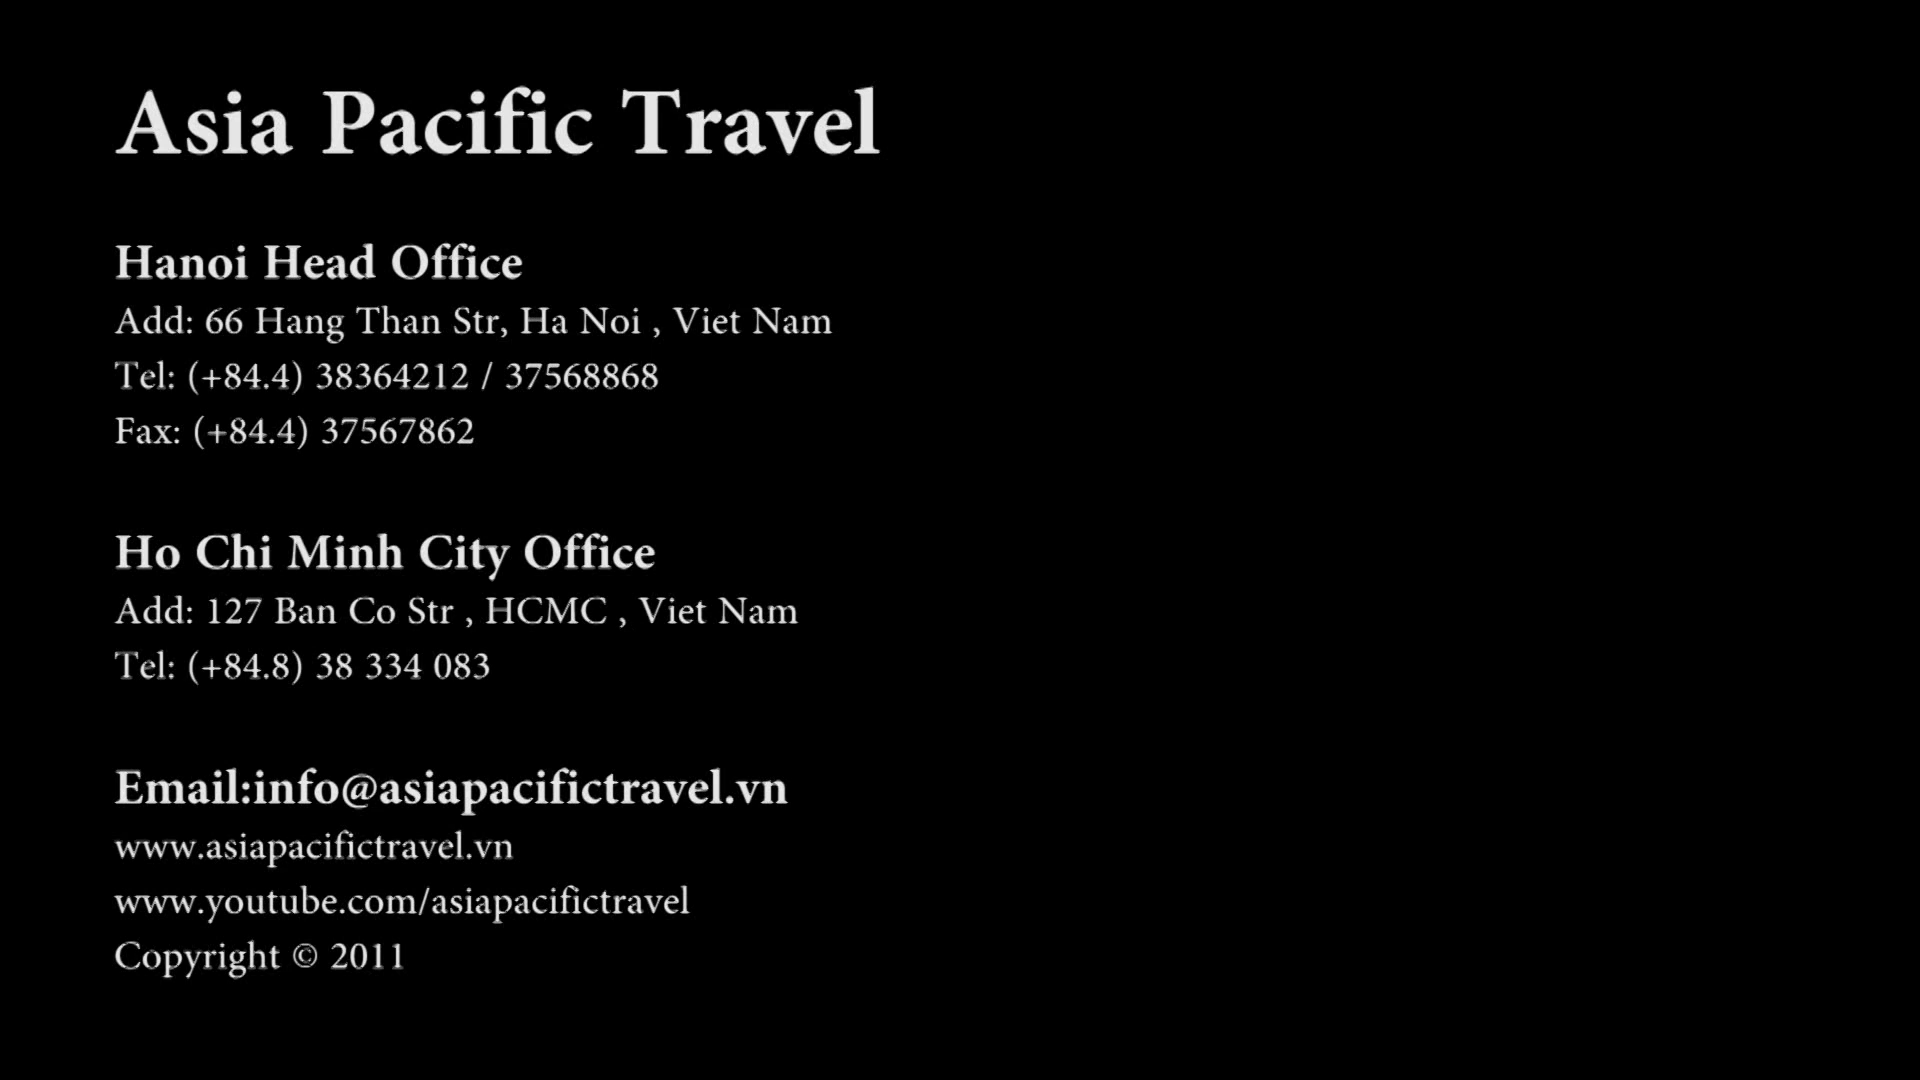 Asia Pacific Travel
Hanoi Head Office
Add: 66 Hang Than Str, Ha Noi , Viet Nam
Tel: (+84.4) 38364212 / 37568868
Fax: (+84.4) 37567862
Ho Chi Minh City Office
Add: 127 Ban Co Str , HCMC , Viet Nam
Tel: (+84.8) 38 334 083
Email:info@asiapacifictravel.vn
www.asiapacifictravel.vn
www.youtube.com/asiapacifictravel
Copyright © 2011